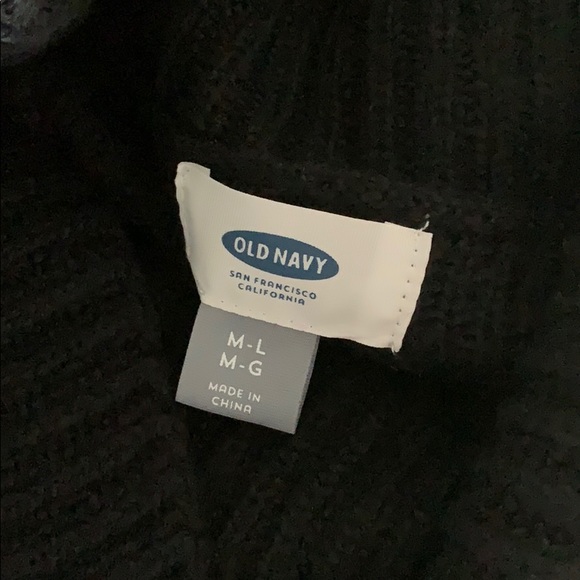 OLD NAVY
SAN FRANCISCO
CALIFORNIA
M-L
M-G
MADE IN
CHINA